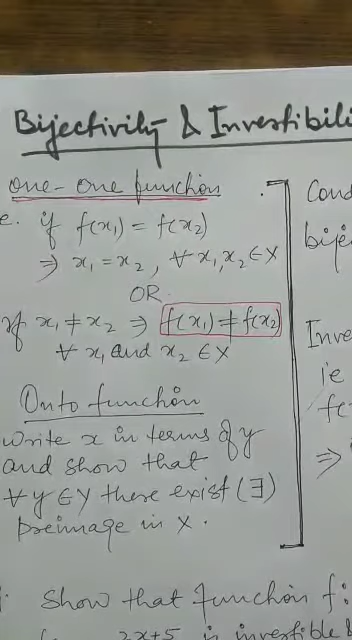 Bijectivity & Invertibili
one-one function
e. if f(x₁) = f(x₂)
⇒ x₁ = x₂, ∀ x₁,x₂ ∈ X
OR
If x₁ ≠ x₂ ⇒ f(x₁) ≠ f(x₂)
∀ x₁ and x₂ ∈ X
Onto function
write x in terms of y
and show that
∀ y ∈ Y there exist (∃)
preimage in X.
Cond
bije
Inve
ie
f(
⇒
Show that function f:
2x+5 is invertible &